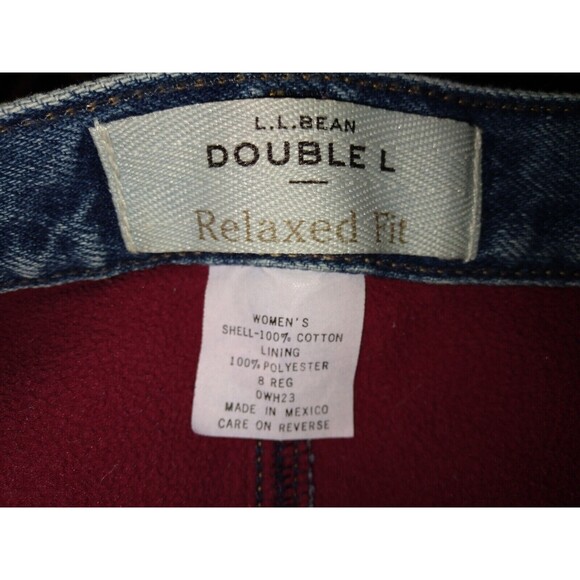 L.L.BEAN
DOUBLE L
Relaxed Fit
WOMEN'S
SHELL-100% COTTON
LINING
100% POLYESTER
8 REG
0WH23
MADE IN MEXICO
CARE ON REVERSE